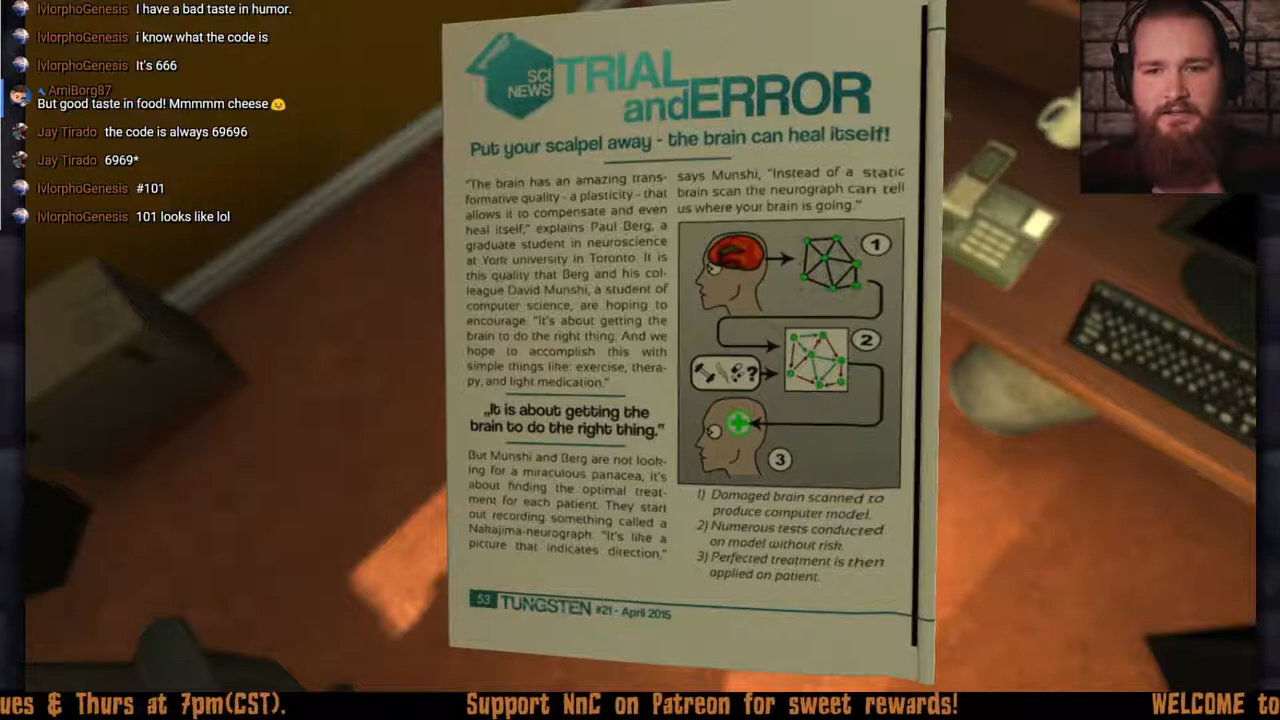 IVlorphoGenesis I have a bad taste in humor.
IVlorphoGenesis i know what the code is
IVlorphoGenesis It's 666
AmiBorg87
But good taste in food! Mmmmm cheese
Jay Tirado the code is always 69696
Jay Tirado 6969*
IVlorphoGenesis #101
IVlorphoGenesis 101 looks like lol
SCI
NEWS
TRIAL
and ERROR
Put your scalpel away - the brain can heal itself!
"The brain has an amazing trans-
formative quality - a plasticity - that
allows it to compensate and even
heal itself," explains Paul Berg, a
graduate student in neuroscience
at York university in Toronto. It is
this quality that Berg and his col-
league David Munshi, a student of
computer science, are hoping to
encourage. "It's about getting the
brain to do the right thing. And we
hope to accomplish this with
simple things like: exercise, thera-
py, and light medication."
„It is about getting the
brain to do the right thing."
But Munshi and Berg are not look-
ing for a miraculous panacea, it's
about finding the optimal treat-
ment for each patient. They start
out recording something called a
Nakajima-neurograph. "It's like a
picture that indicates direction,"
says Munshi, "Instead of a static
brain scan the neurograph can tell
us where your brain is going."
1
2
?
3
1) Damaged brain scanned to
produce computer model.
2) Numerous tests conducted
on model without risk.
3) Perfected treatment is then
applied on patient.
53 TUNGSTEN #21 - April 2015
ues & Thurs at 7pm(CST). Support NnC on Patreon for sweet rewards! WELCOME to